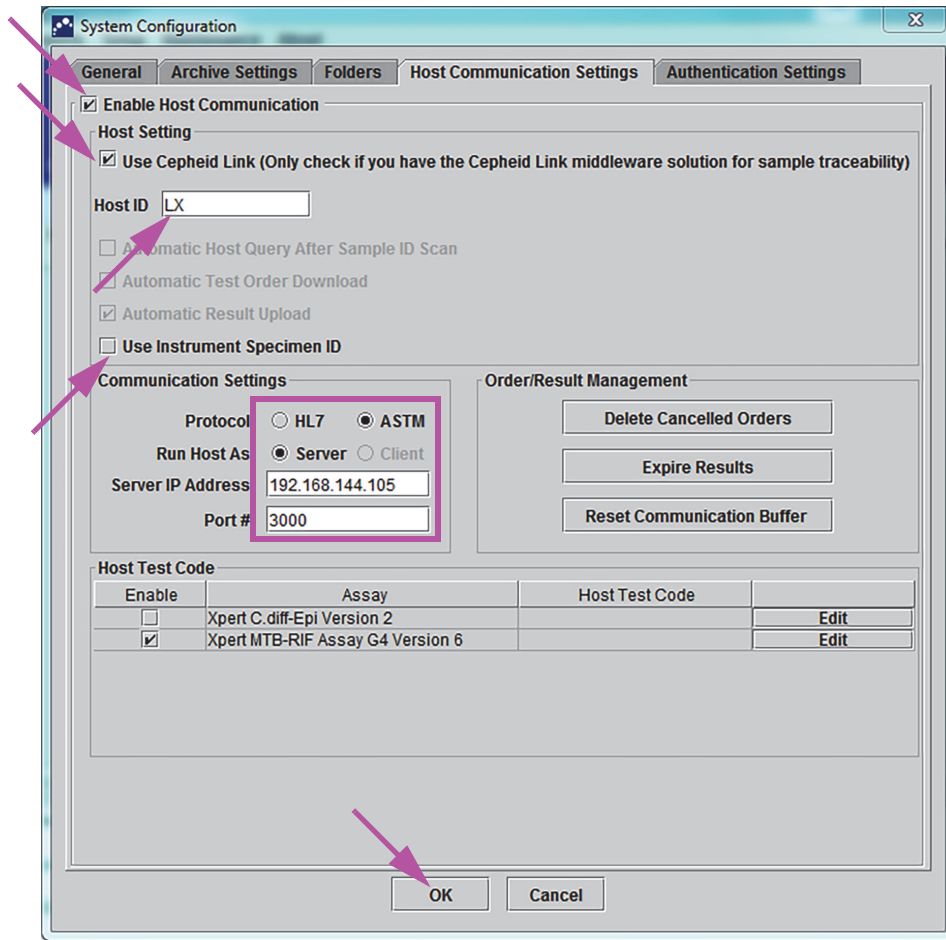 System Configuration
General Archive Settings Folders Host Communication Settings Authentication Settings
Enable Host Communication
Host Setting
Use Cepheid Link (Only check if you have the Cepheid Link middleware solution for sample traceability)
Host ID LX
Automatic Host Query After Sample ID Scan
Automatic Test Order Download
Automatic Result Upload
Use Instrument Specimen ID
Communication Settings
Protocol HL7 ASTM
Run Host As Server Client
Server IP Address 192.168.144.105
Port # 3000
Order/Result Management
Delete Cancelled Orders
Expire Results
Reset Communication Buffer
Host Test Code
Enable Assay Host Test Code
Xpert C.diff-Epi Version 2 Edit
Xpert MTB-RIF Assay G4 Version 6 Edit
OK Cancel